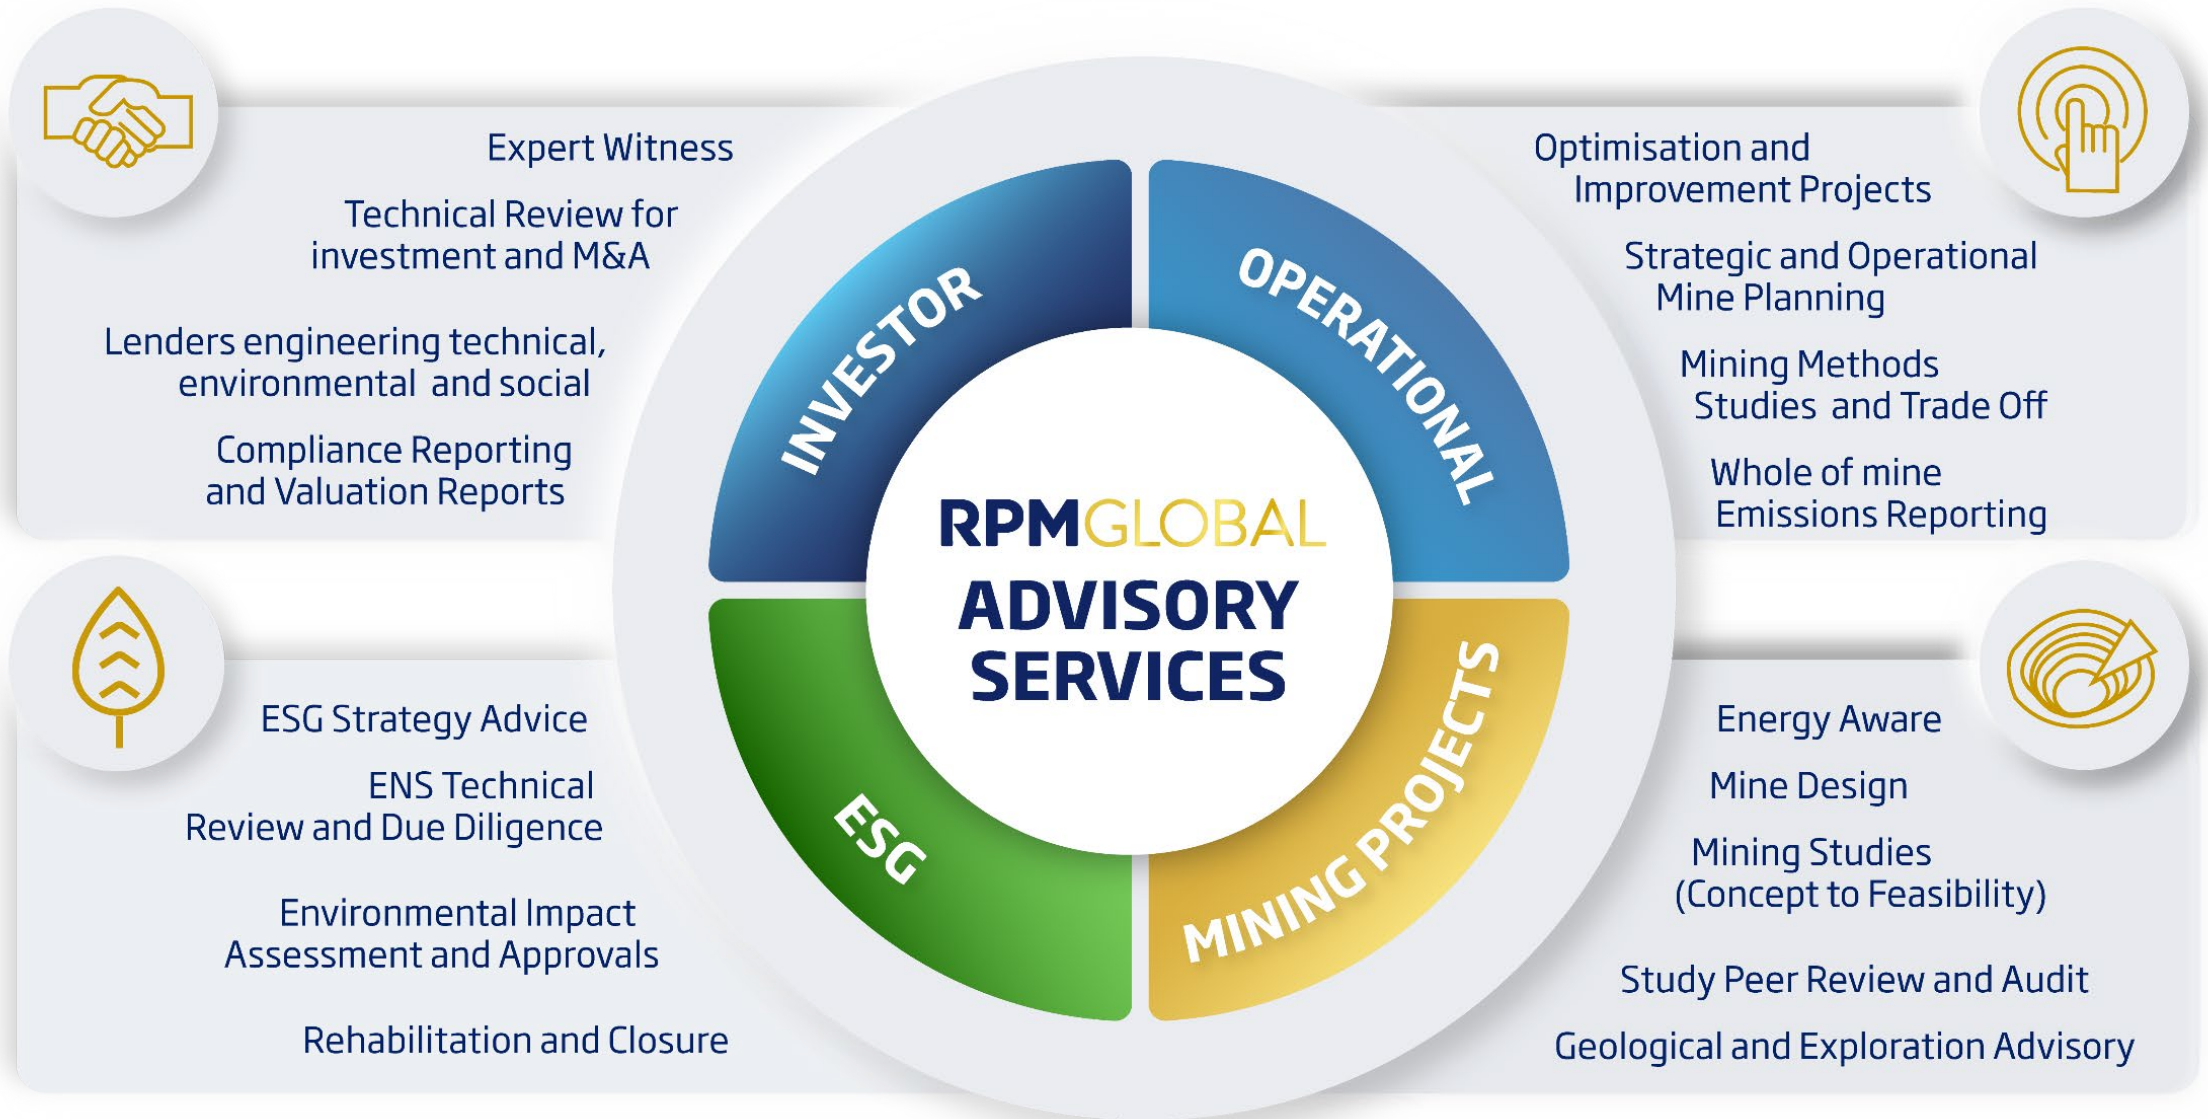 Expert Witness
Technical Review for
investment and M&A
Lenders engineering technical,
environmental and social
Compliance Reporting
and Valuation Reports
INVESTOR
OPERATIONAL
Optimisation and
Improvement Projects
Strategic and Operational
Mine Planning
Mining Methods
Studies and Trade Off
Whole of mine
Emissions Reporting
RPMGLOBAL
ADVISORY
SERVICES
ESG Strategy Advice
ENS Technical
Review and Due Diligence
Environmental Impact
Assessment and Approvals
Rehabilitation and Closure
ESG
MINING PROJECTS
Energy Aware
Mine Design
Mining Studies
(Concept to Feasibility)
Study Peer Review and Audit
Geological and Exploration Advisory